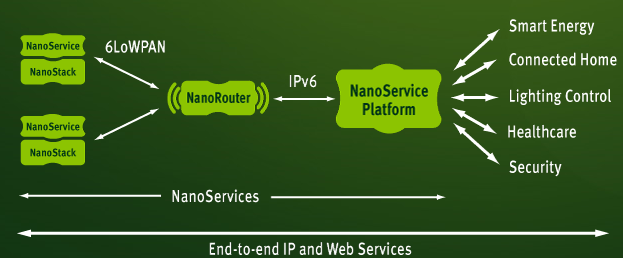 NanoService
NanoStack
6LoWPAN
NanoService
NanoStack
NanoRouter
IPv6
NanoService
Platform
Smart Energy
Connected Home
Lighting Control
Healthcare
Security
NanoServices
End-to-end IP and Web Services